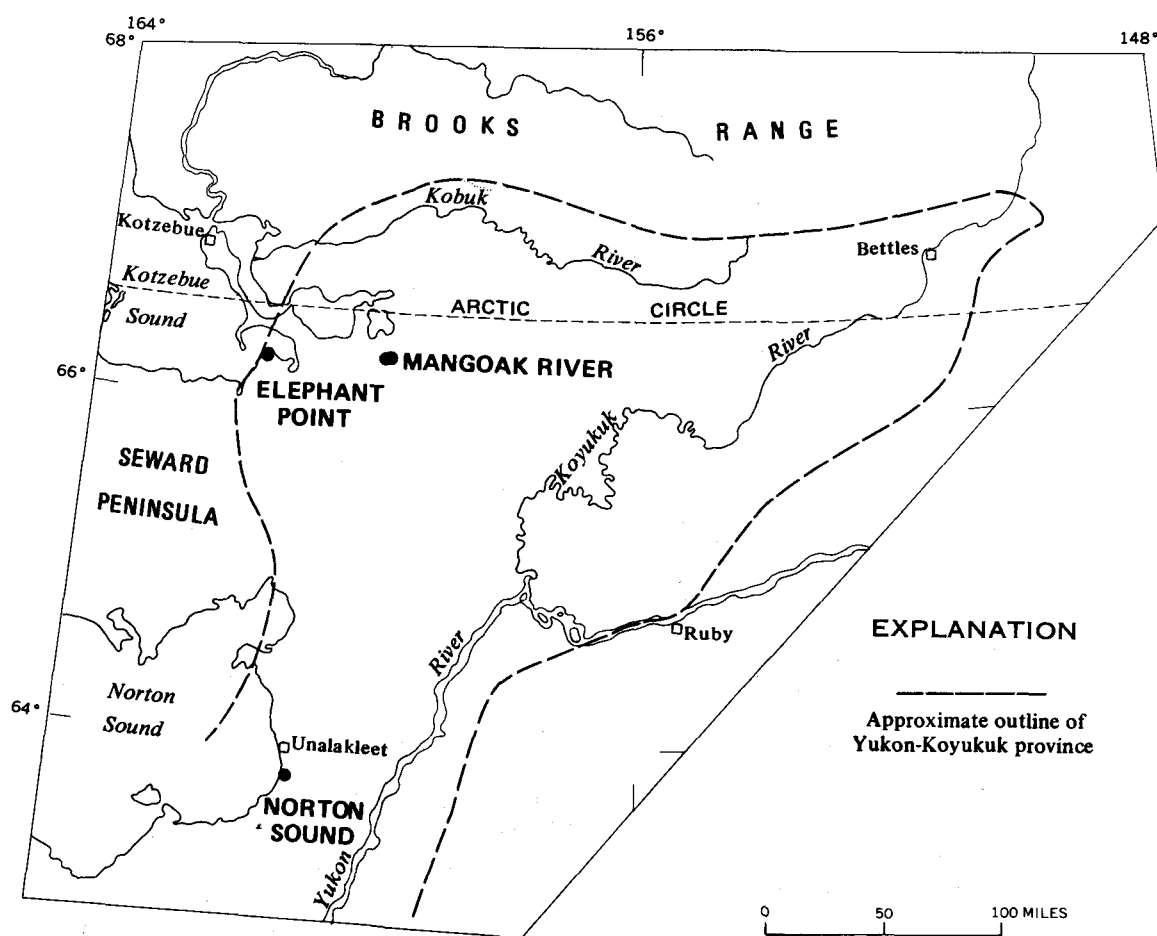 164°
156°
148°
68°
BROOKS RANGE
Kobuk
River
Kotzebue
Bettles
Kotzebue
Sound
ARCTIC CIRCLE
River
MANGOAK RIVER
66°
ELEPHANT
POINT
Koyukuk
SEWARD
PENINSULA
River
Ruby
EXPLANATION
Norton
Sound
64°
Approximate outline of
Yukon-Koyukuk province
Unalakleet
NORTON
SOUND
Yukon
0 50 100 MILES